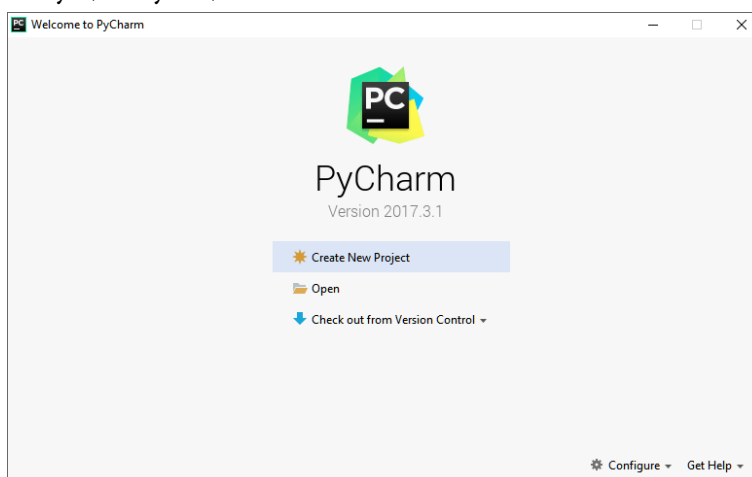 Welcome to PyCharm
PC
PyCharm
Version 2017.3.1
Create New Project
Open
Check out from Version Control
Configure
Get Help